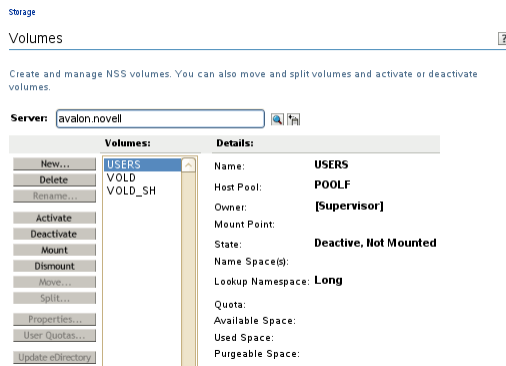 Storage
Volumes
?
Create and manage NSS volumes. You can also move and split volumes and activate or deactivate
volumes.
Server: avalon.novell
Volumes: Details:
New...
Delete
Rename...
Activate
Deactivate
Mount
Dismount
Move...
Split...
Properties...
User Quotas...
Update eDirectory
USERS
VOLD
VOLD_SH
Name: USERS
Host Pool: POOLF
Owner: [Supervisor]
Mount Point:
State: Deactive, Not Mounted
Name Space(s):
Lookup Namespace: Long
Quota:
Available Space:
Used Space:
Purgeable Space: